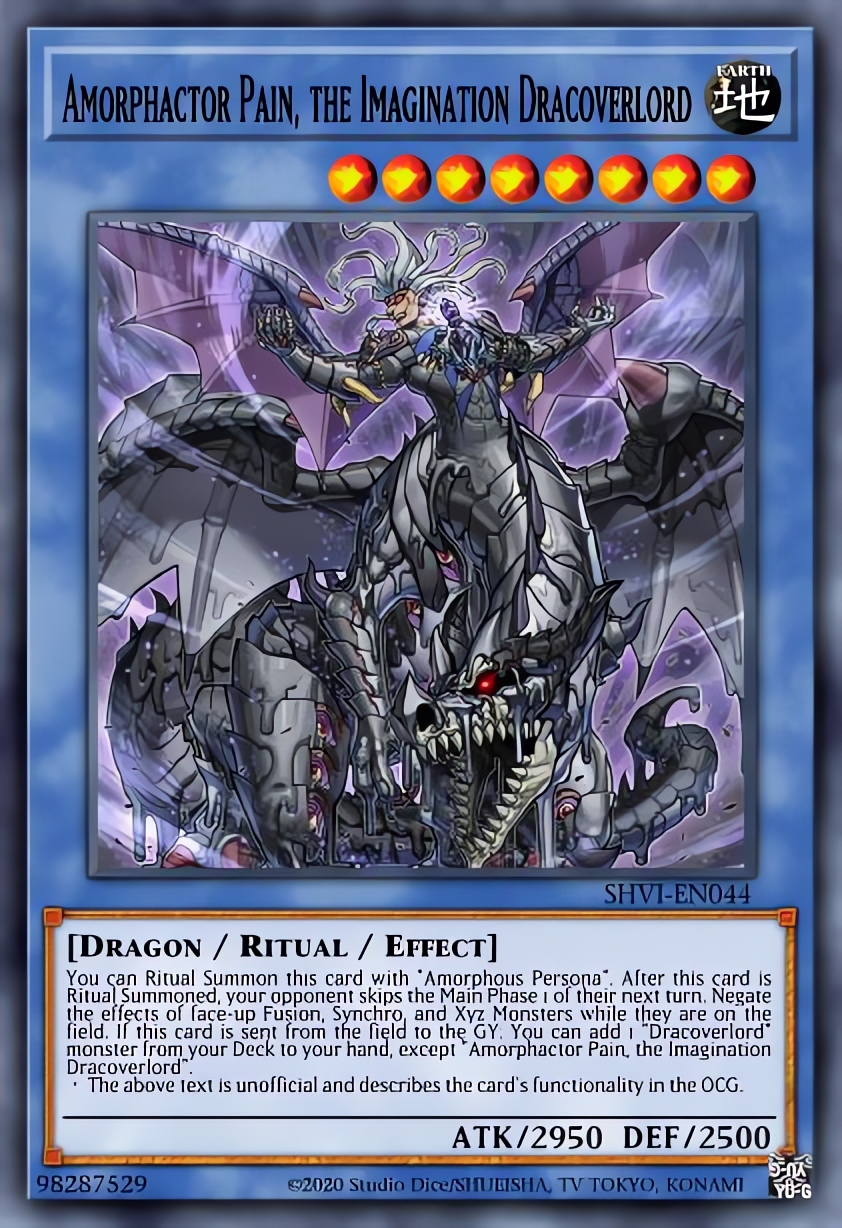 AMORPHACTOR PAIN, THE IMAGINATION DRACOVERLORD
EARTH
地
SHVI-EN044
[DRAGON / RITUAL / EFFECT]
You can Ritual Summon this card with "Amorphous Persona". After this card is
Ritual Summoned, your opponent skips the Main Phase 1 of their next turn. Negate
the effects of face-up Fusion, Synchro, and Xyz Monsters while they are on the
field. If this card is sent from the field to the GY: You can add 1 "Dracoverlord"
monster from your Deck to your hand, except "Amorphactor Pain, the Imagination
Dracoverlord".
· The above text is unofficial and describes the card's functionality in the OCG.
ATK/2950 DEF/2500
98287529
©2020 Studio Dice/SHUEISHA, TV TOKYO, KONAMI